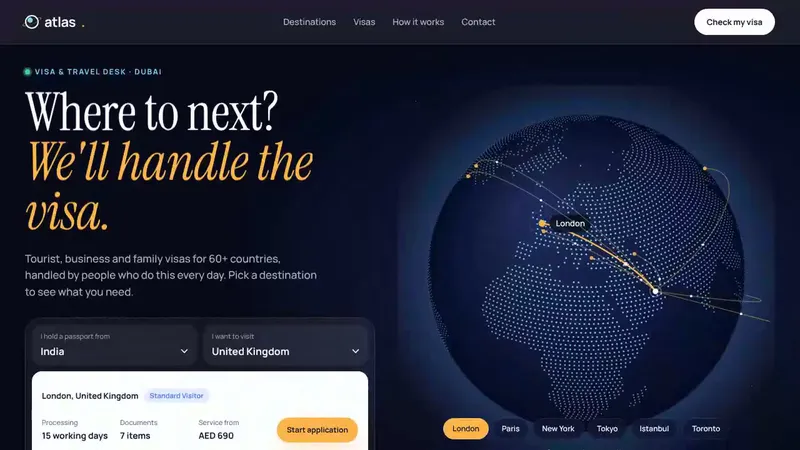 atlas
Destinations Visas How it works Contact
Check my visa
VISA & TRAVEL DESK · DUBAI
Where to next?
We'll handle the
visa.
Tourist, business and family visas for 60+ countries,
handled by people who do this every day. Pick a destination
to see what you need.
I hold a passport from
India
I want to visit
United Kingdom
London, United Kingdom Standard Visitor
Processing Documents Service from
15 working days 7 items AED 690
Start application
London
London Paris New York Tokyo Istanbul Toronto